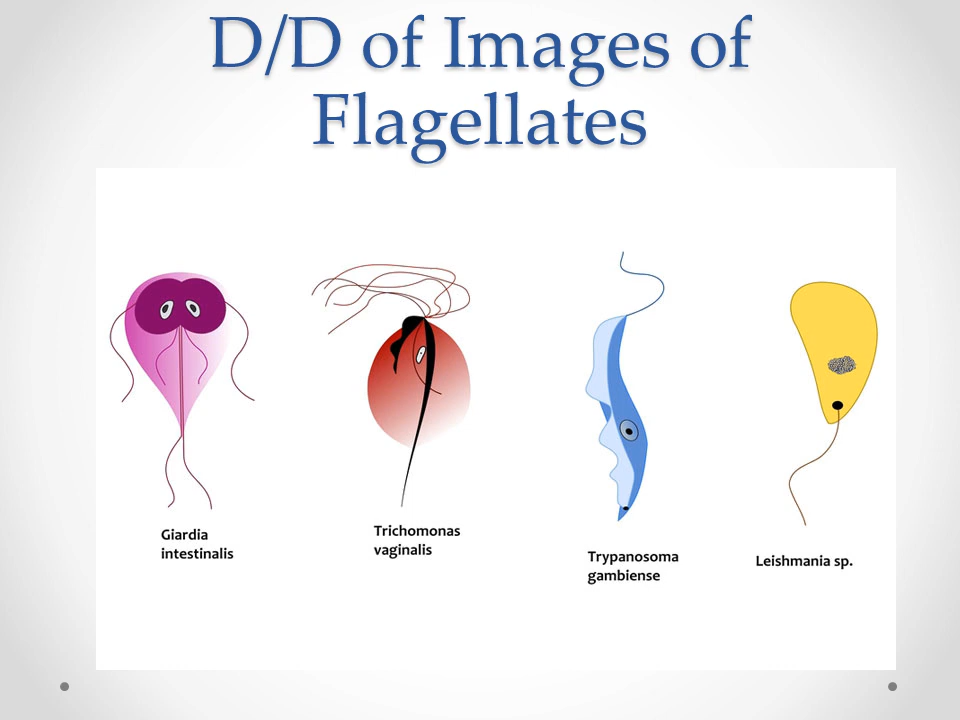 D/D of Images of
Flagellates
Giardia
intestinalis
Trichomonas
vaginalis
Trypanosoma
gambiense
Leishmania sp.